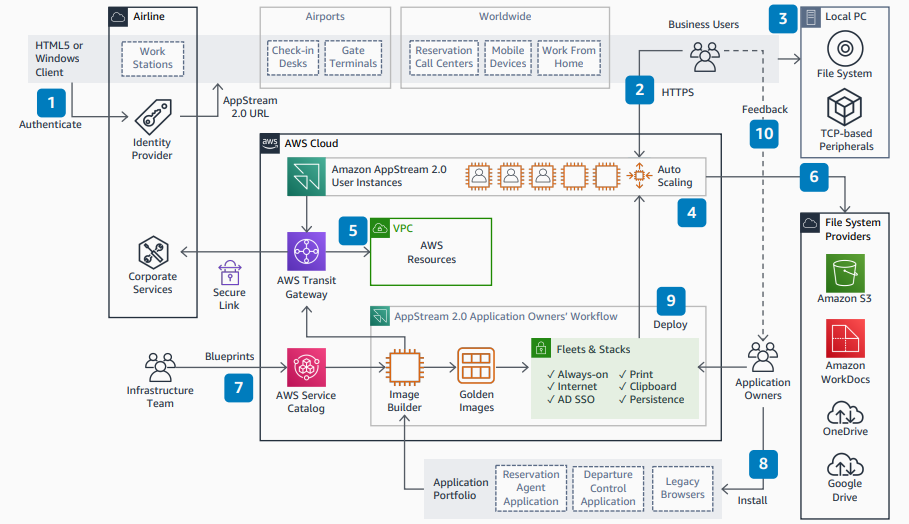 Airline
Airports
Worldwide
Business Users
3
Local PC
HTML5 or
Windows
Client
Work
Stations
Check-in
Desks
Gate
Terminals
Reservation
Call Centers
Mobile
Devices
Work From
Home
File System
1
Authenticate
AppStream
2.0 URL
2
HTTPS
Feedback
10
TCP-based
Peripherals
Identity
Provider
aws
AWS Cloud
Amazon AppStream 2.0
User Instances
Auto
Scaling
4
6
5
VPC
AWS
Resources
File System
Providers
Corporate
Services
Secure
Link
AWS Transit
Gateway
Amazon S3
9
Deploy
AppStream 2.0 Application Owners' Workflow
Fleets & Stacks
✓ Always-on
✓ Internet
✓ AD SSO
✓ Print
✓ Clipboard
✓ Persistence
Blueprints
7
Infrastructure
Team
AWS Service
Catalog
Image
Builder
Golden
Images
Application
Owners
Amazon
WorkDocs
OneDrive
8
Install
Application
Portfolio
Reservation
Agent
Application
Departure
Control
Application
Legacy
Browsers
Google
Drive